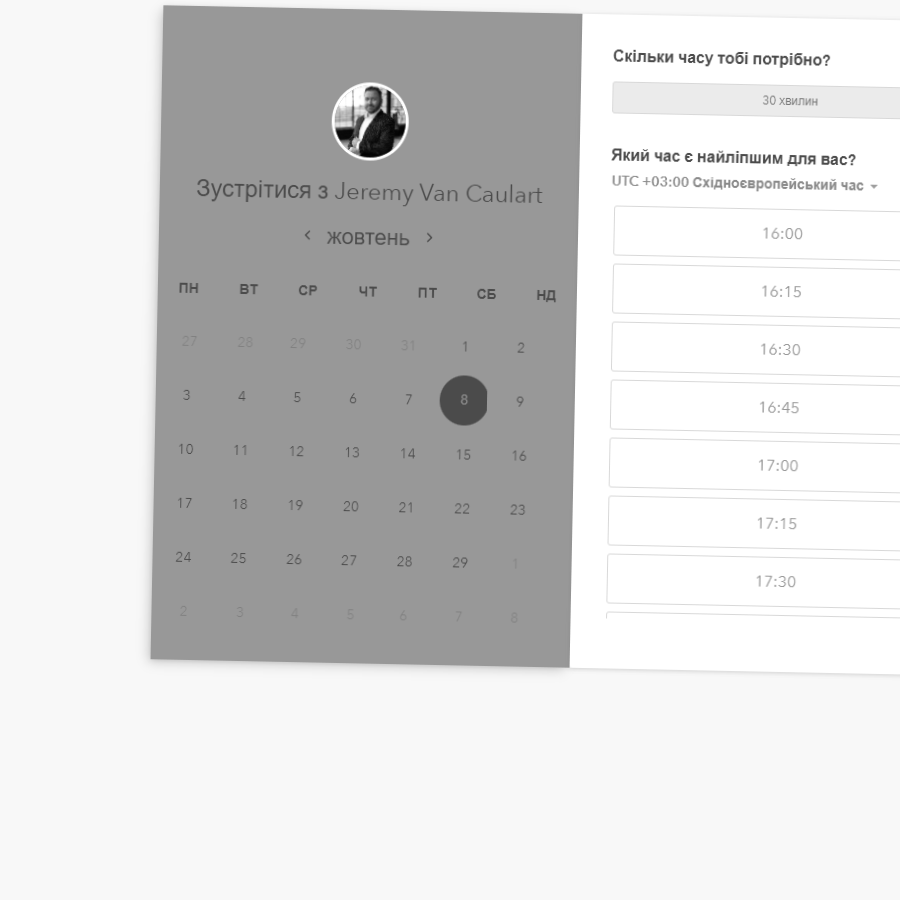 Зустрітися з Jeremy Van Caulart
жовтень
ПН ВТ СР ЧТ ПТ СБ НД
27 28 29 30 31 1 2
3 4 5 6 7 8 9
10 11 12 13 14 15 16
17 18 19 20 21 22 23
24 25 26 27 28 29 1
2 3 4 5 6 7 8
Скільки часу тобі потрібно?
30 хвилин
Який час є найліпшим для вас?
UTC +03:00 Східноєвропейський час
16:00
16:15
16:30
16:45
17:00
17:15
17:30